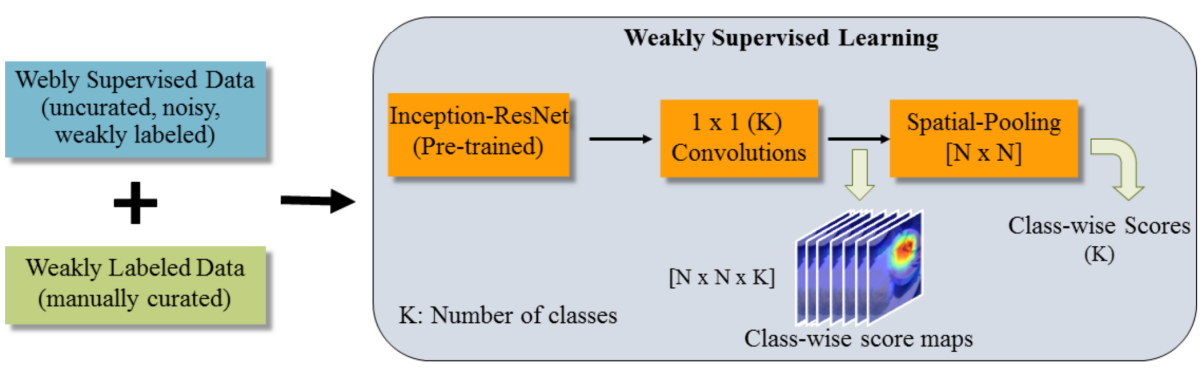 Weakly Supervised Learning
Webly Supervised Data
(uncurated, noisy,
weakly labeled)
+
Weakly Labeled Data
(manually curated)
Inception-ResNet
(Pre-trained)
1 x 1 (K)
Convolutions
Spatial-Pooling
[N x N]
Class-wise Scores
(K)
[N x N x K]
Class-wise score maps
K: Number of classes